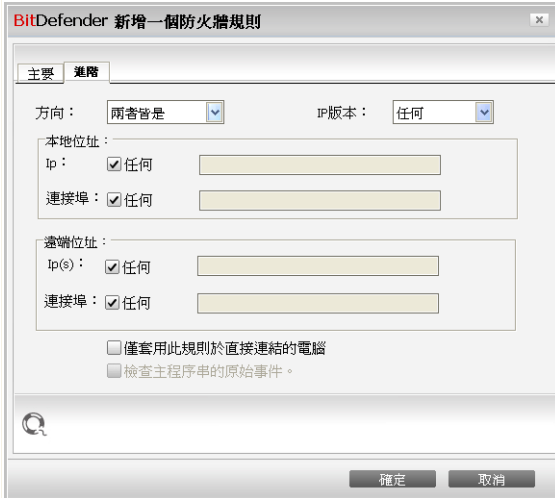 BitDefender 新增一個防火牆規則
主要 進階
方向： 兩者皆是 IP版本： 任何
本地位址：
Ip： 任何
連接埠： 任何
遠端位址：
Ip(s)： 任何
連接埠： 任何
僅套用此規則於直接連結的電腦
檢查主程序串的原始事件。
確定 取消